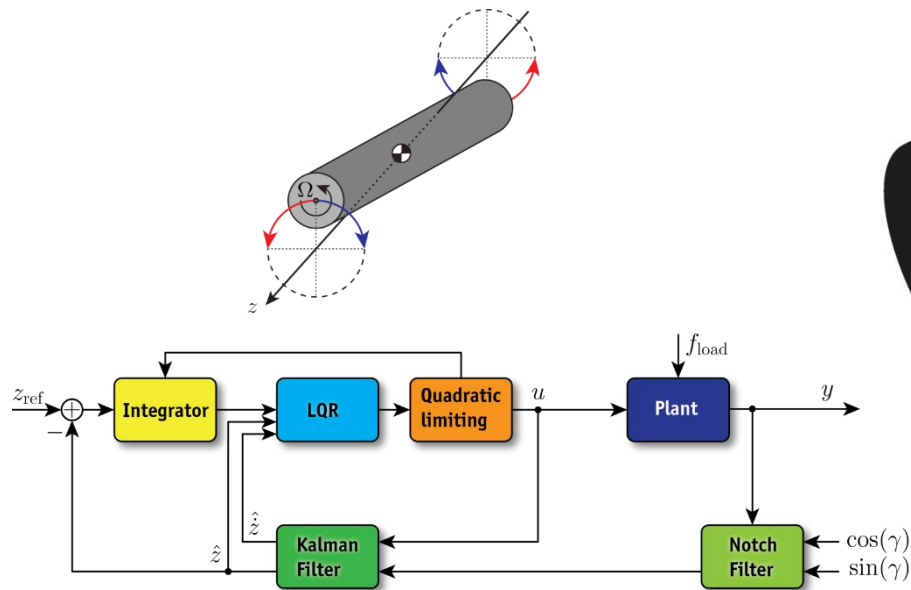 Ω
z
f_load
z_ref
+
−
Integrator
LQR
Quadratic
limiting
u
Plant
y
ẑ
ẑ̇
Kalman
Filter
Notch
Filter
cos(γ)
sin(γ)